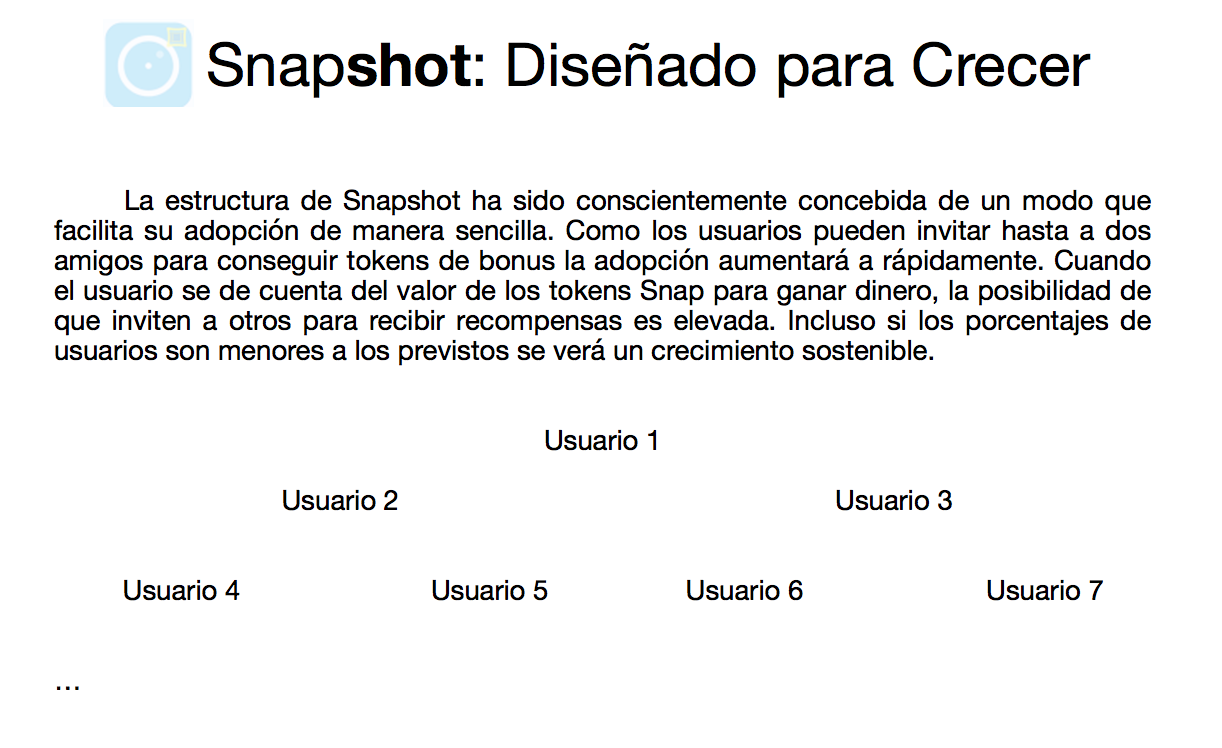 Snapshot: Diseñado para Crecer
La estructura de Snapshot ha sido conscientemente concebida de un modo que
facilita su adopción de manera sencilla. Como los usuarios pueden invitar hasta a dos
amigos para conseguir tokens de bonus la adopción aumentará a rápidamente. Cuando
el usuario se de cuenta del valor de los tokens Snap para ganar dinero, la posibilidad de
que inviten a otros para recibir recompensas es elevada. Incluso si los porcentajes de
usuarios son menores a los previstos se verá un crecimiento sostenible.
Usuario 1
Usuario 2 Usuario 3
Usuario 4 Usuario 5 Usuario 6 Usuario 7
...